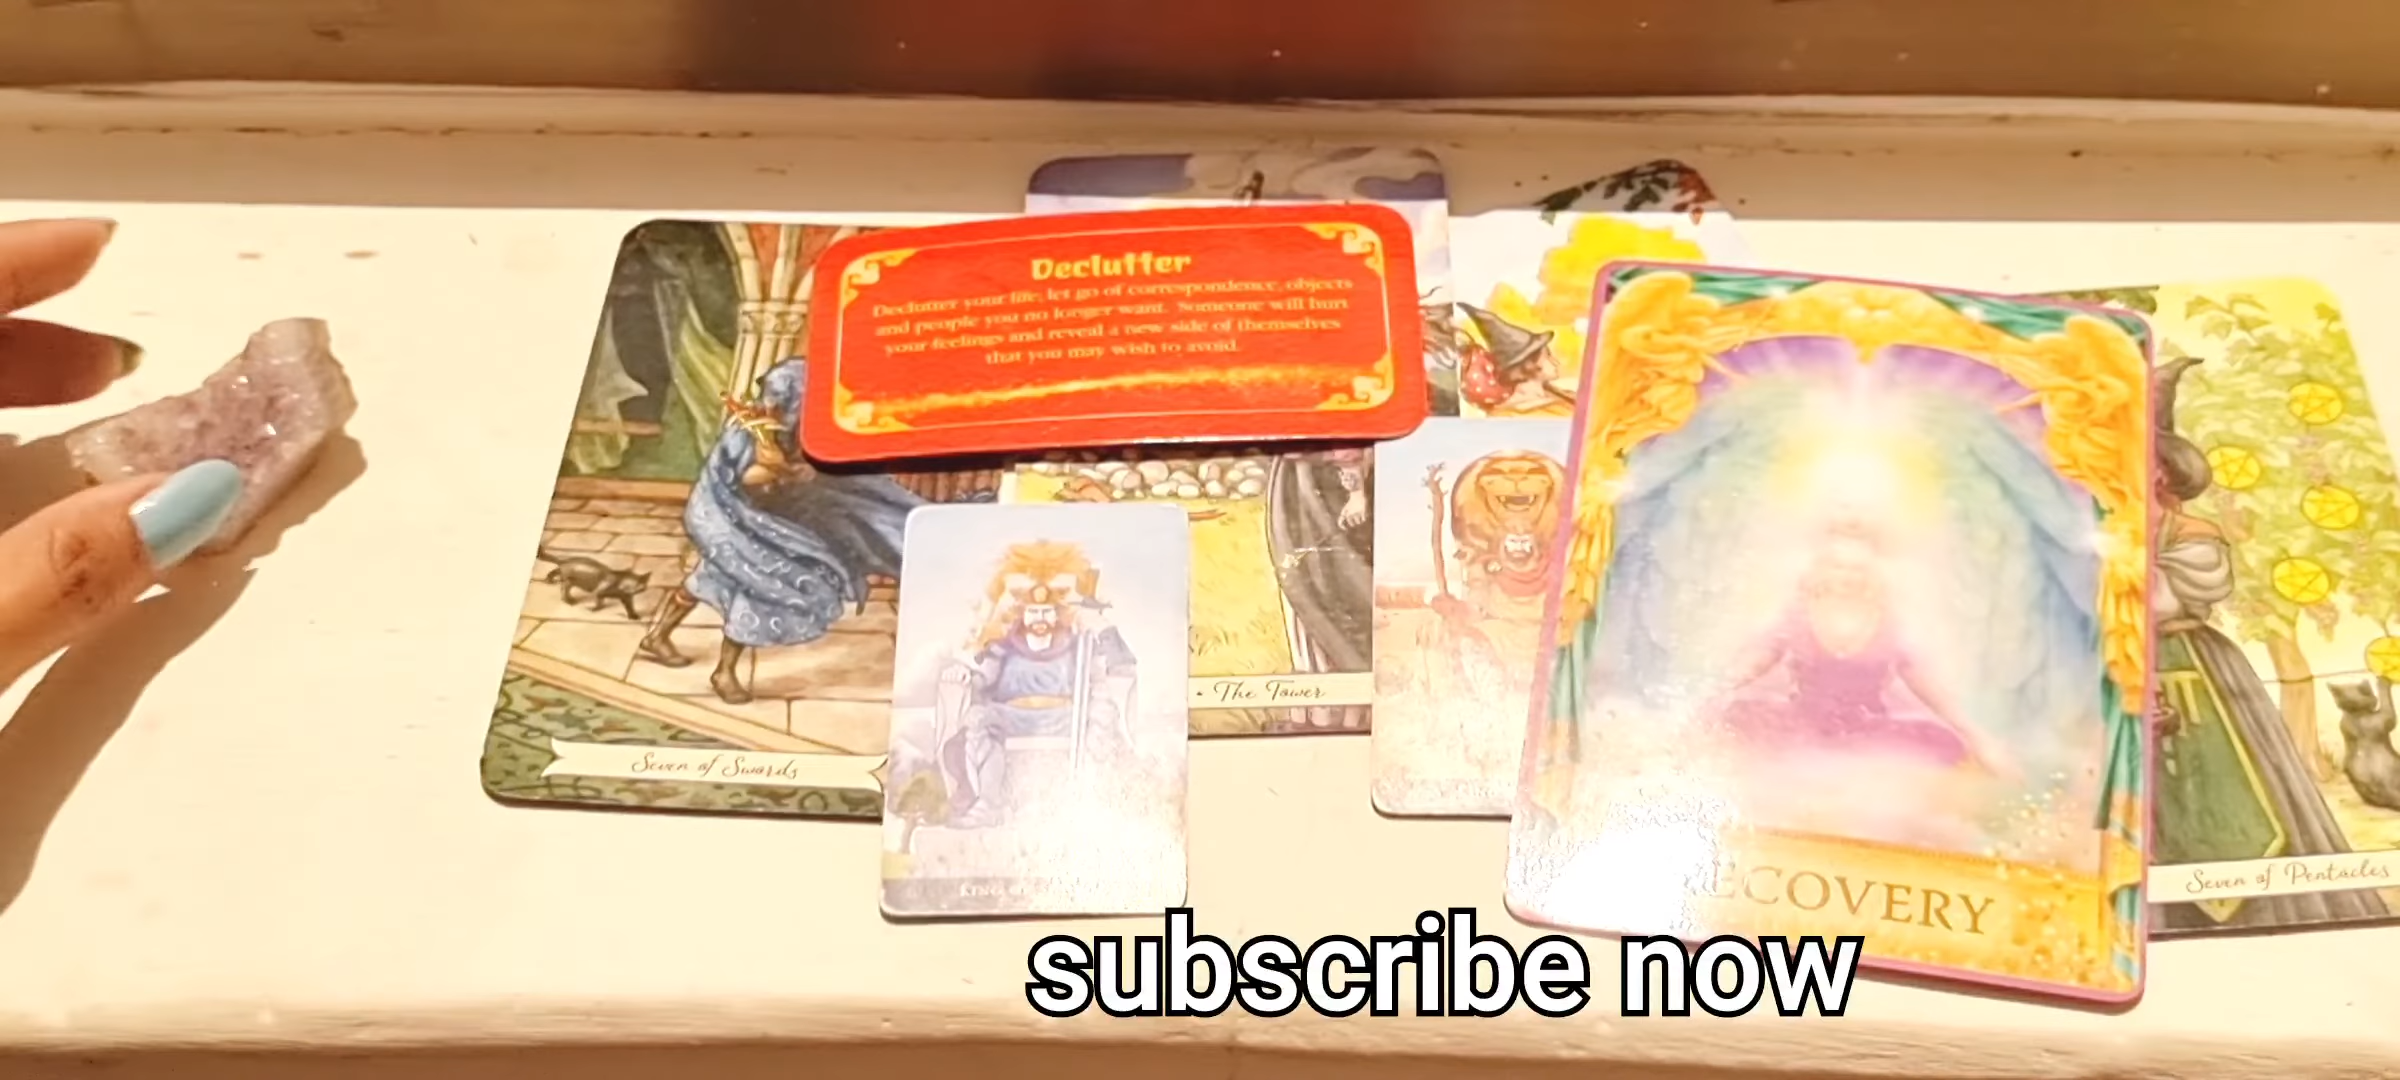 Declutter
Declutter your life, let go of correspondence, objects
and people you no longer want. Someone will hurt
your feelings and reveal a new side of themselves
that you may wish to avoid.
Seven of Swords
The Tower
KING OF
ECOVERY
Seven of Pentacles
subscribe now